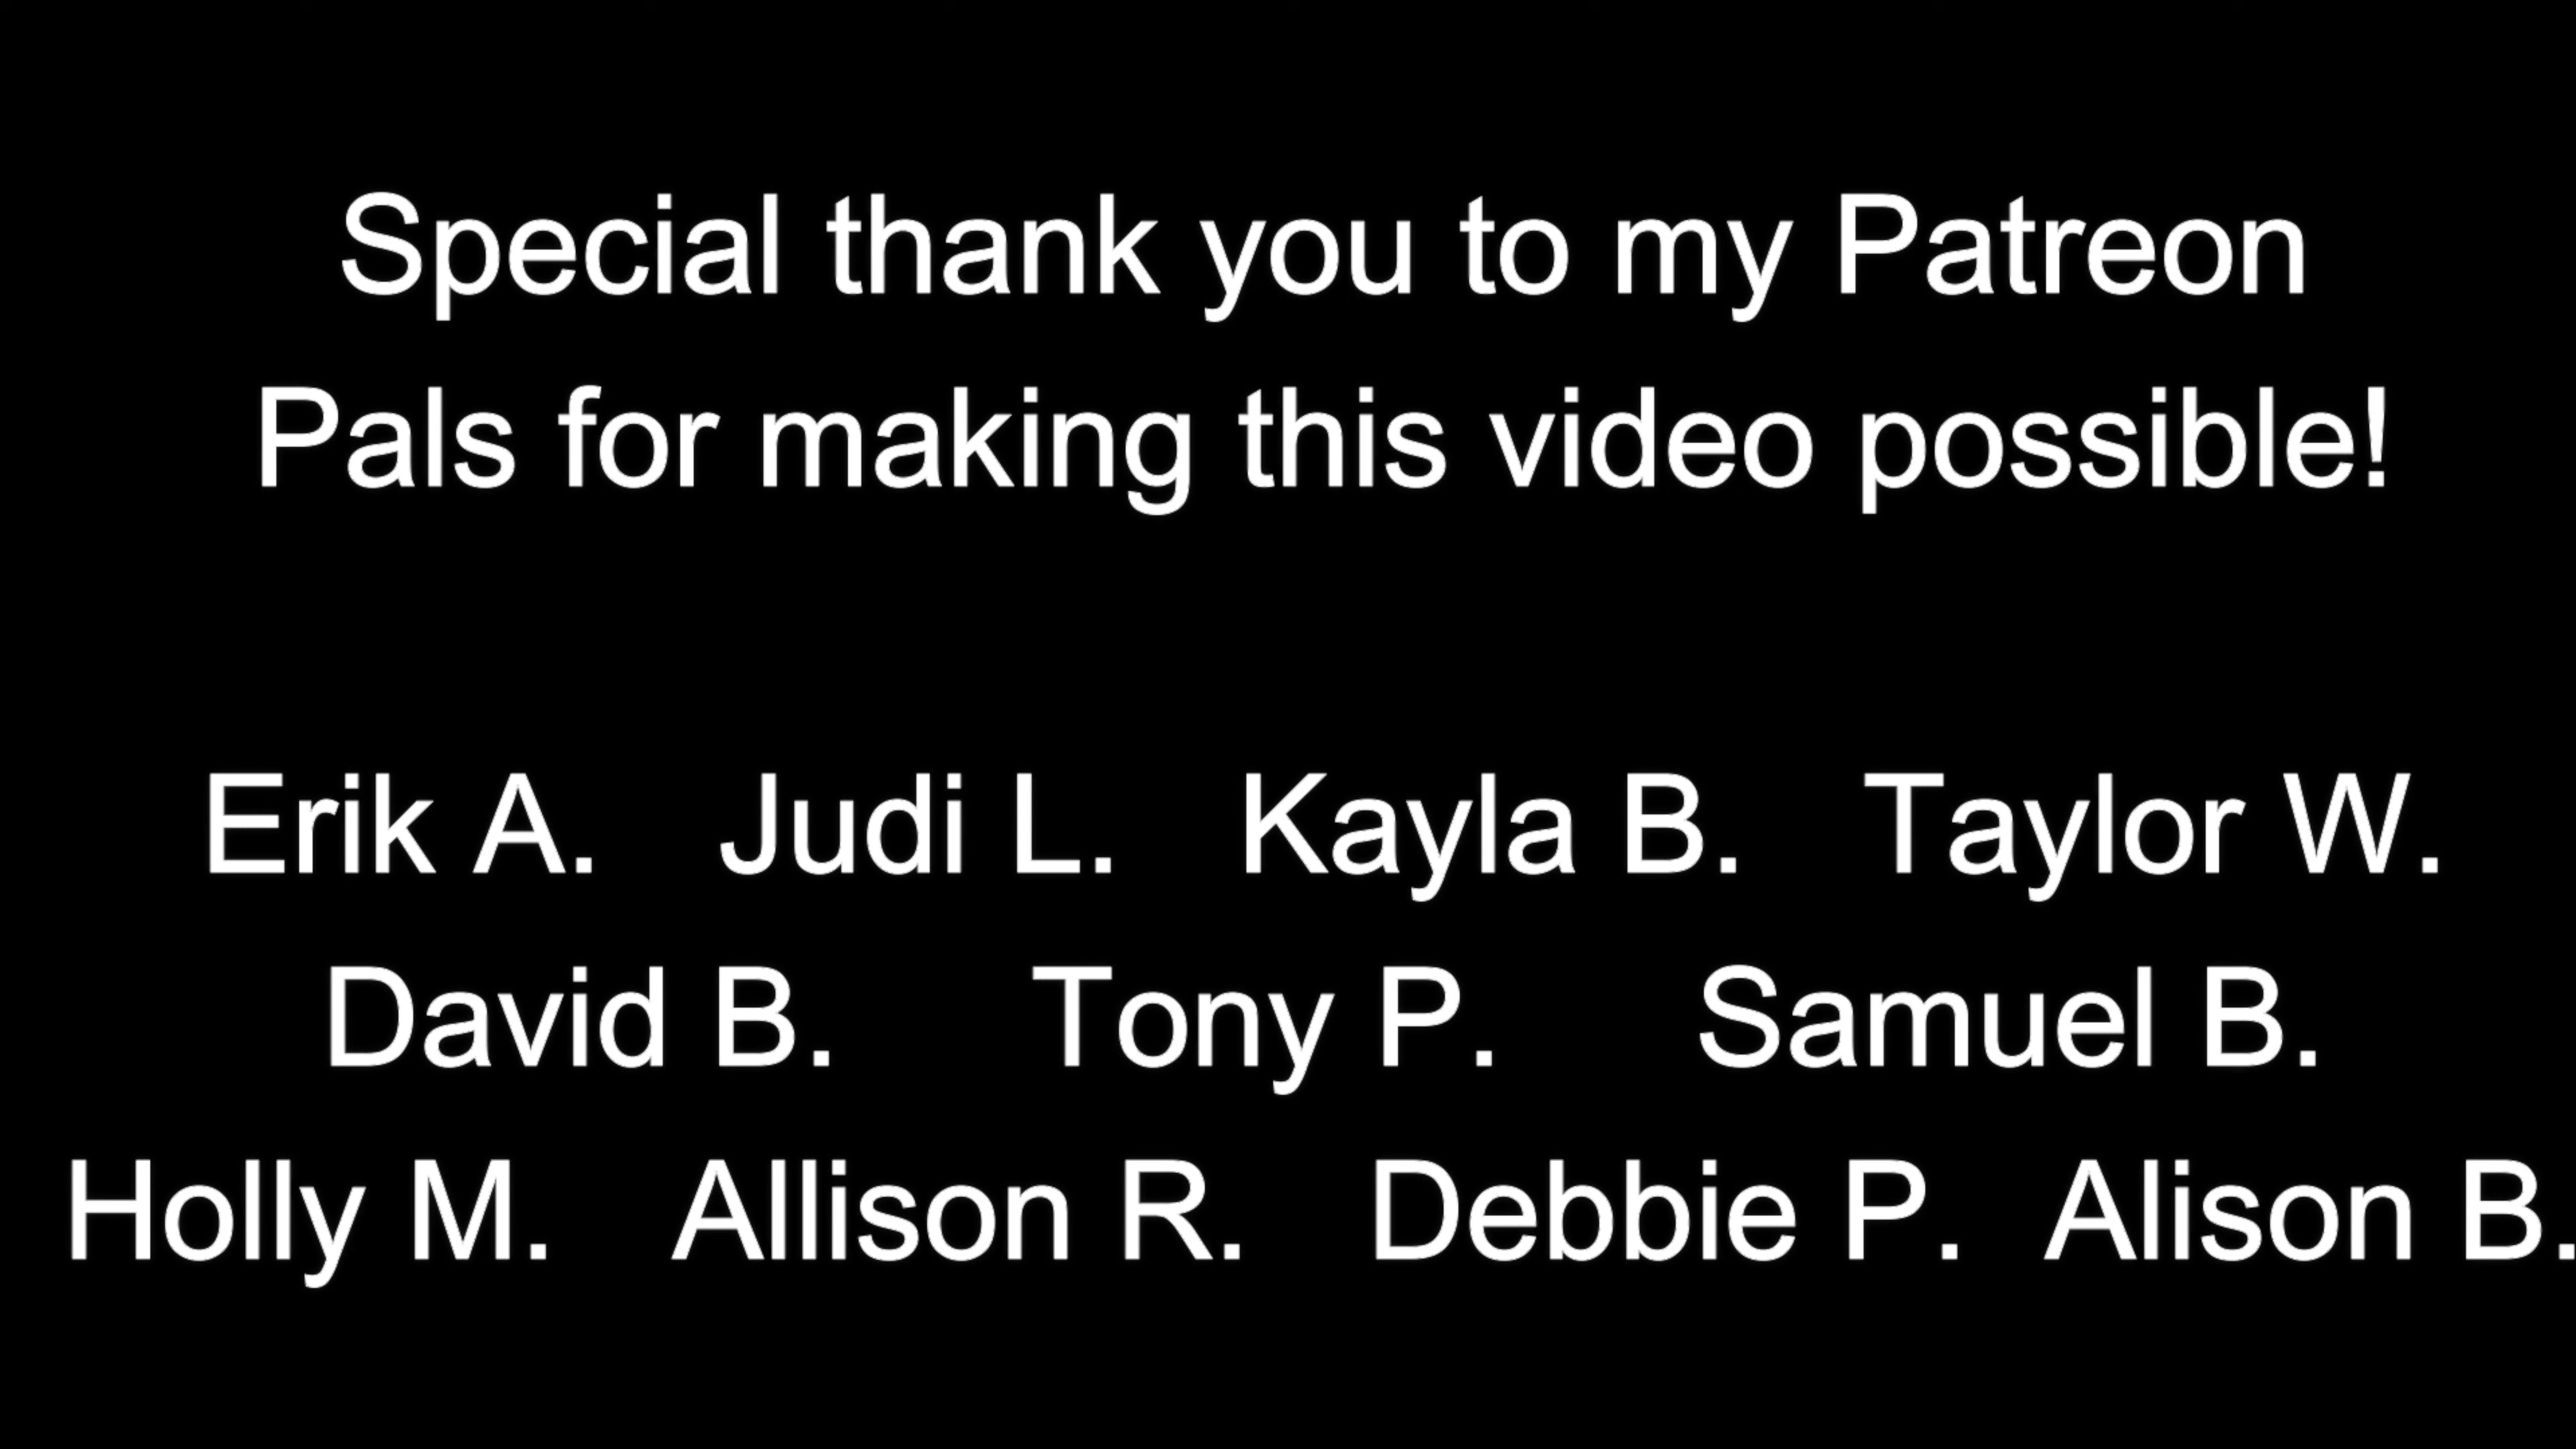 Special thank you to my Patreon
Pals for making this video possible!
Erik A. Judi L. Kayla B. Taylor W.
David B. Tony P. Samuel B.
Holly M. Allison R. Debbie P. Alison B.